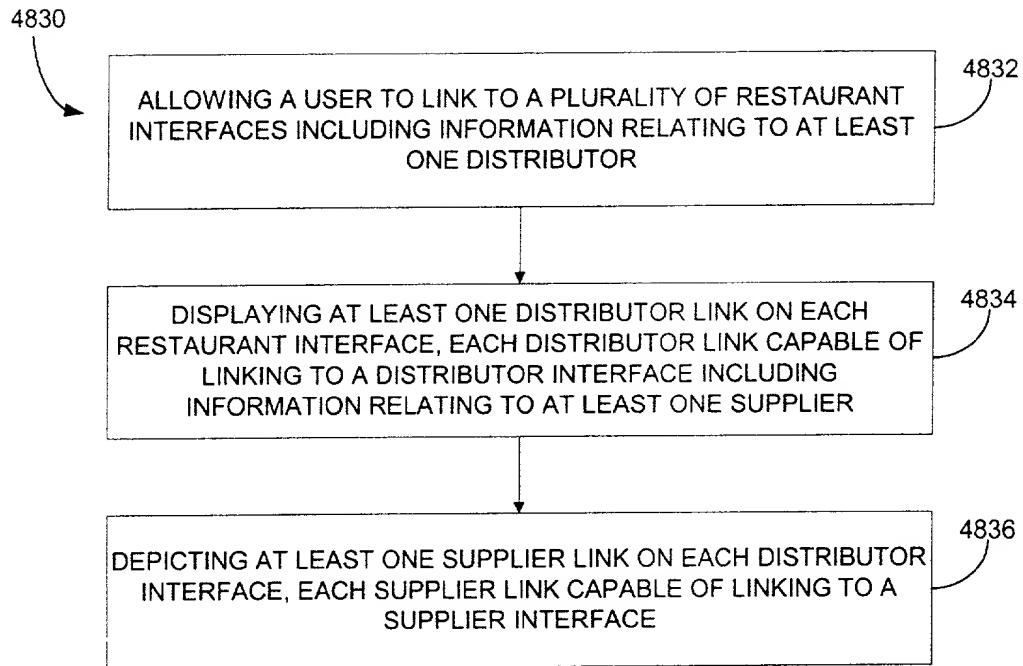 4830
4832
ALLOWING A USER TO LINK TO A PLURALITY OF RESTAURANT
INTERFACES INCLUDING INFORMATION RELATING TO AT LEAST
ONE DISTRIBUTOR
4834
DISPLAYING AT LEAST ONE DISTRIBUTOR LINK ON EACH
RESTAURANT INTERFACE, EACH DISTRIBUTOR LINK CAPABLE OF
LINKING TO A DISTRIBUTOR INTERFACE INCLUDING
INFORMATION RELATING TO AT LEAST ONE SUPPLIER
4836
DEPICTING AT LEAST ONE SUPPLIER LINK ON EACH DISTRIBUTOR
INTERFACE, EACH SUPPLIER LINK CAPABLE OF LINKING TO A
SUPPLIER INTERFACE